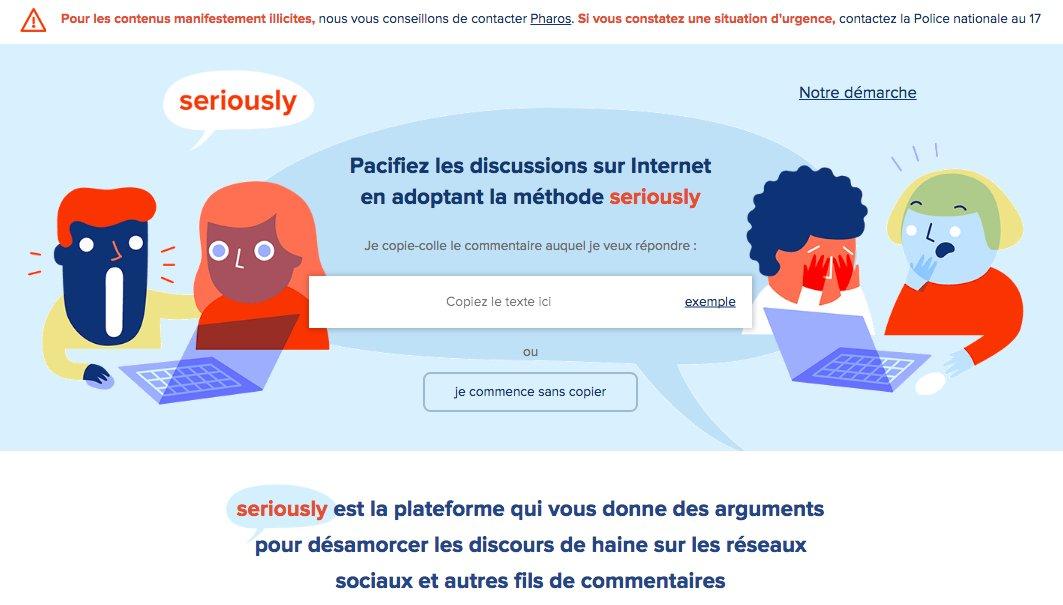 Pour les contenus manifestement illicites, nous vous conseillons de contacter Pharos. Si vous constatez une situation d'urgence, contactez la Police nationale au 17
seriously
Notre démarche
Pacifiez les discussions sur Internet
en adoptant la méthode seriously
Je copie-colle le commentaire auquel je veux répondre :
Copiez le texte ici exemple
ou
je commence sans copier
seriously est la plateforme qui vous donne des arguments
pour désamorcer les discours de haine sur les réseaux
sociaux et autres fils de commentaires